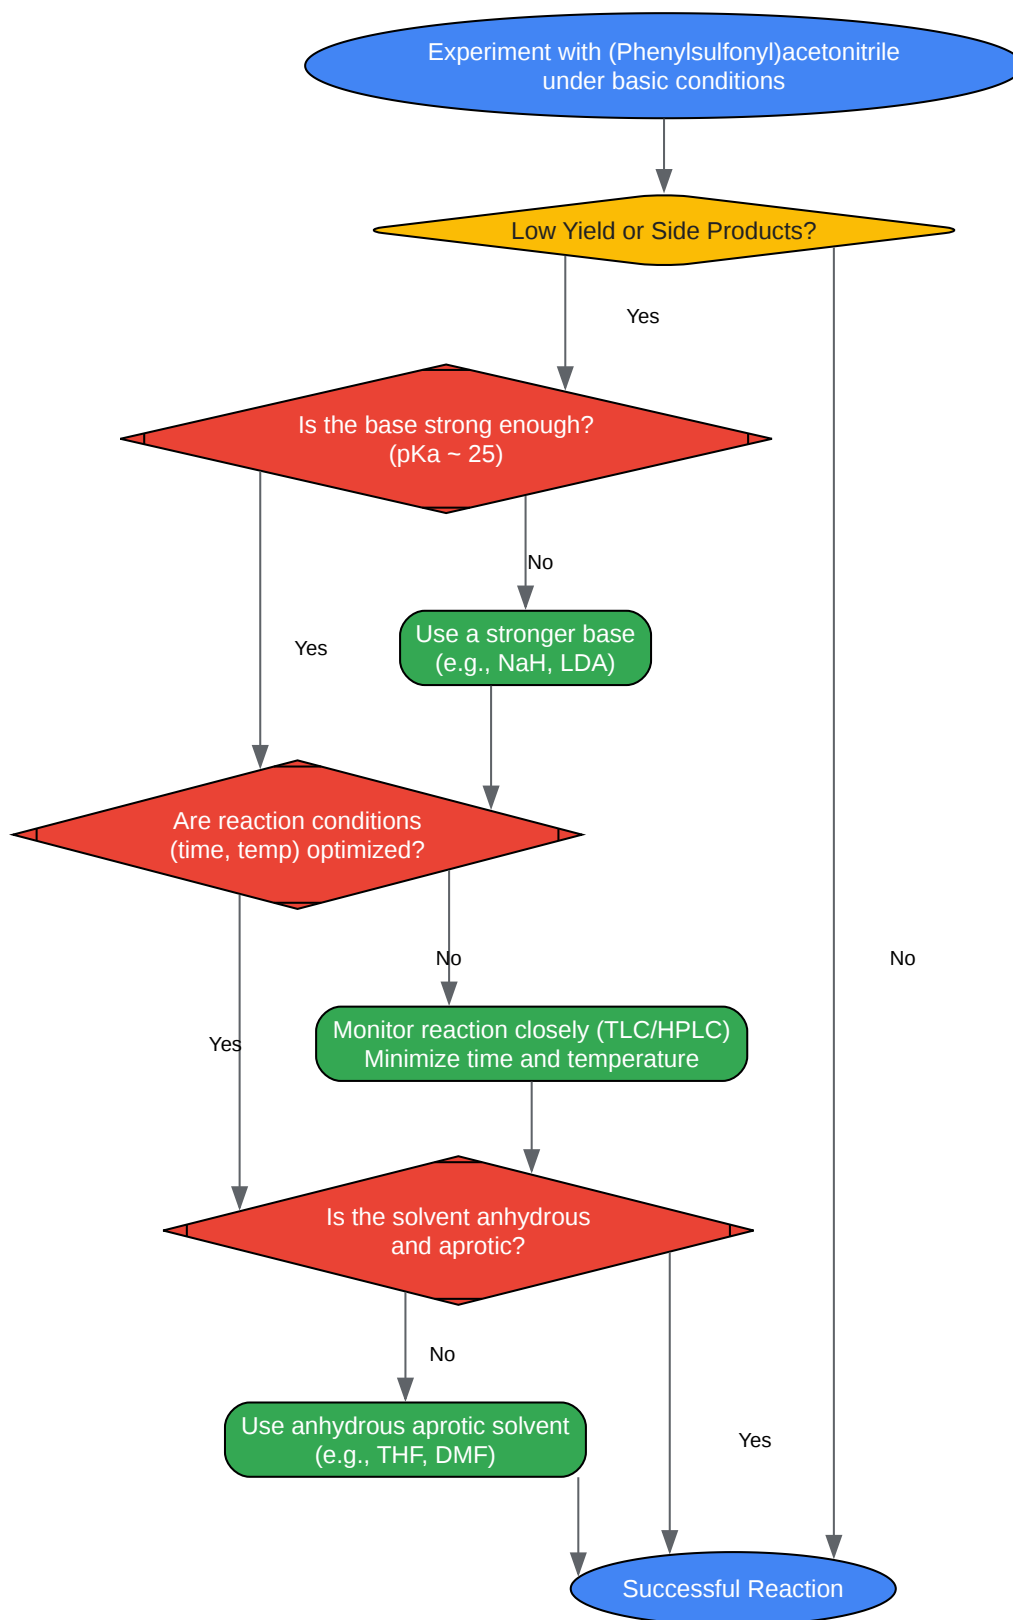 Experiment with (Phenylsulfonyl)acetonitrile
under basic conditions
Low Yield or Side Products?
Yes
Is the base strong enough?
(pKa ~ 25)
No
Use a stronger base
(e.g., NaH, LDA)
Yes
Are reaction conditions
(time, temp) optimized?
No
No
Monitor reaction closely (TLC/HPLC)
Minimize time and temperature
Yes
Is the solvent anhydrous
and aprotic?
No
Use anhydrous aprotic solvent
(e.g., THF, DMF)
Yes
Successful Reaction